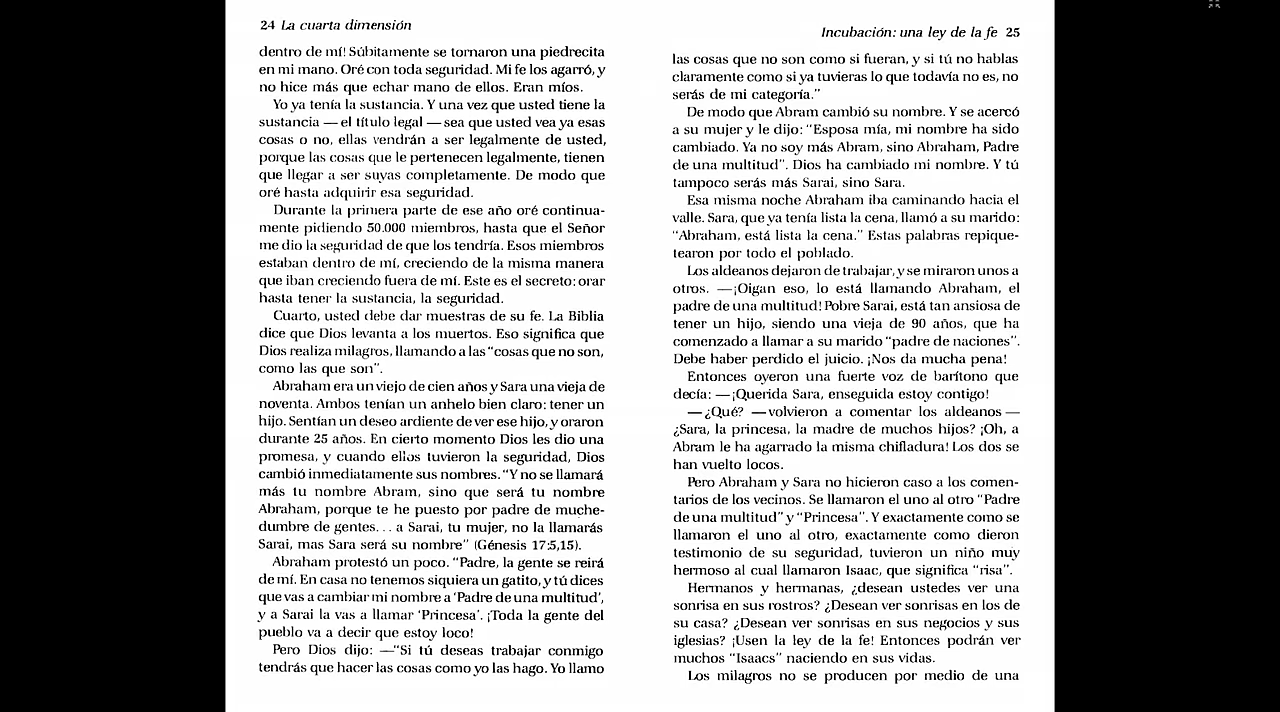 24 La cuarta dimensión
dentro de mí! Súbitamente se tornaron una piedrecita
en mi mano. Oré con toda seguridad. Mi fe los agarró, y
no hice más que echar mano de ellos. Eran míos.
Yo ya tenía la sustancia. Y una vez que usted tiene la
sustancia — el título legal — sea que usted vea ya esas
cosas o no, ellas vendrán a ser legalmente de usted,
porque las cosas que le pertenecen legalmente, tienen
que llegar a ser suyas completamente. De modo que
oré hasta adquirir esa seguridad.
Durante la primera parte de ese año oré continua-
mente pidiendo 50.000 miembros, hasta que el Señor
me dio la seguridad de que los tendría. Esos miembros
estaban dentro de mí, creciendo de la misma manera
que iban creciendo fuera de mí. Este es el secreto: orar
hasta tener la sustancia, la seguridad.
Cuarto, usted debe dar muestras de su fe. La Biblia
dice que Dios levanta a los muertos. Eso significa que
Dios realiza milagros, llamando a las "cosas que no son,
como las que son".
Abraham era un viejo de cien años y Sara una vieja de
noventa. Ambos tenían un anhelo bien claro: tener un
hijo. Sentían un deseo ardiente de ver ese hijo, y oraron
durante 25 años. En cierto momento Dios les dio una
promesa, y cuando ellos tuvieron la seguridad, Dios
cambió inmediatamente sus nombres. "Y no se llamará
más tu nombre Abram, sino que será tu nombre
Abraham, porque te he puesto por padre de muche-
dumbre de gentes. . . a Sarai, tu mujer, no la llamarás
Sarai, mas Sara será su nombre" (Génesis 17:5,15).
Abraham protestó un poco. "Padre, la gente se reirá
de mí. En casa no tenemos siquiera un gatito, y tú dices
que vas a cambiar mi nombre a 'Padre de una multitud',
y a Sarai la vas a llamar 'Princesa'. ¡Toda la gente del
pueblo va a decir que estoy loco!
Pero Dios dijo: —"Si tú deseas trabajar conmigo
tendrás que hacer las cosas como yo las hago. Yo llamo
Incubación: una ley de la fe 25
las cosas que no son como si fueran, y si tú no hablas
claramente como si ya tuvieras lo que todavía no es, no
serás de mi categoría."
De modo que Abram cambió su nombre. Y se acercó
a su mujer y le dijo: "Esposa mía, mi nombre ha sido
cambiado. Ya no soy más Abram, sino Abraham, Padre
de una multitud". Dios ha cambiado mi nombre. Y tú
tampoco serás más Sarai, sino Sara.
Esa misma noche Abraham iba caminando hacia el
valle. Sara, que ya tenía lista la cena, llamó a su marido:
"Abraham, está lista la cena." Estas palabras repique-
tearon por todo el poblado.
Los aldeanos dejaron de trabajar, y se miraron unos a
otros. —¡Oigan eso, lo está llamando Abraham, el
padre de una multitud! Pobre Sarai, está tan ansiosa de
tener un hijo, siendo una vieja de 90 años, que ha
comenzado a llamar a su marido "padre de naciones".
Debe haber perdido el juicio. ¡Nos da mucha pena!
Entonces oyeron una fuerte voz de barítono que
decía: —¡Querida Sara, enseguida estoy contigo!
—¿Qué? —volvieron a comentar los aldeanos —
¿Sara, la princesa, la madre de muchos hijos? ¡Oh, a
Abram le ha agarrado la misma chifladura! Los dos se
han vuelto locos.
Pero Abraham y Sara no hicieron caso a los comen-
tarios de los vecinos. Se llamaron el uno al otro "Padre
de una multitud" y "Princesa". Y exactamente como se
llamaron el uno al otro, exactamente como dieron
testimonio de su seguridad, tuvieron un niño muy
hermoso al cual llamaron Isaac, que significa "risa".
Hermanos y hermanas, ¿desean ustedes ver una
sonrisa en sus rostros? ¿Desean ver sonrisas en los de
su casa? ¿Desean ver sonrisas en sus negocios y sus
iglesias? ¡Usen la ley de la fe! Entonces podrán ver
muchos "Isaacs" naciendo en sus vidas.
Los milagros no se producen por medio de una